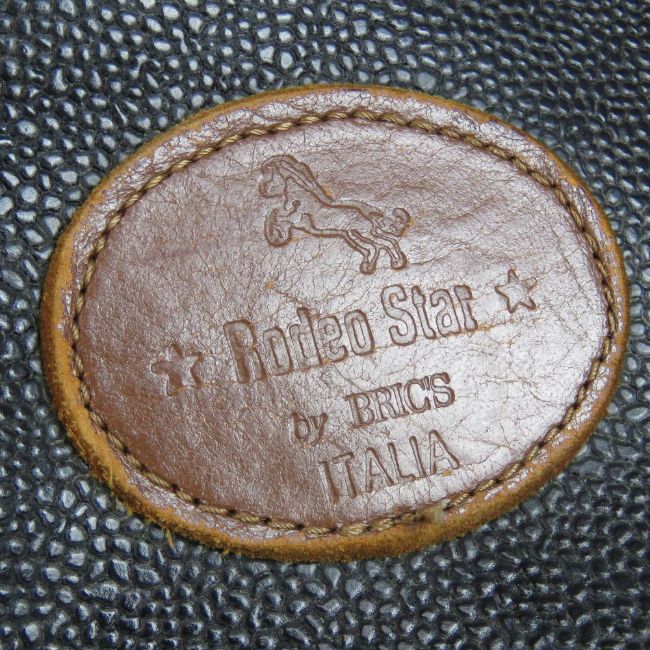 ★ Rodeo Star ★
by BRIC'S
ITALIA